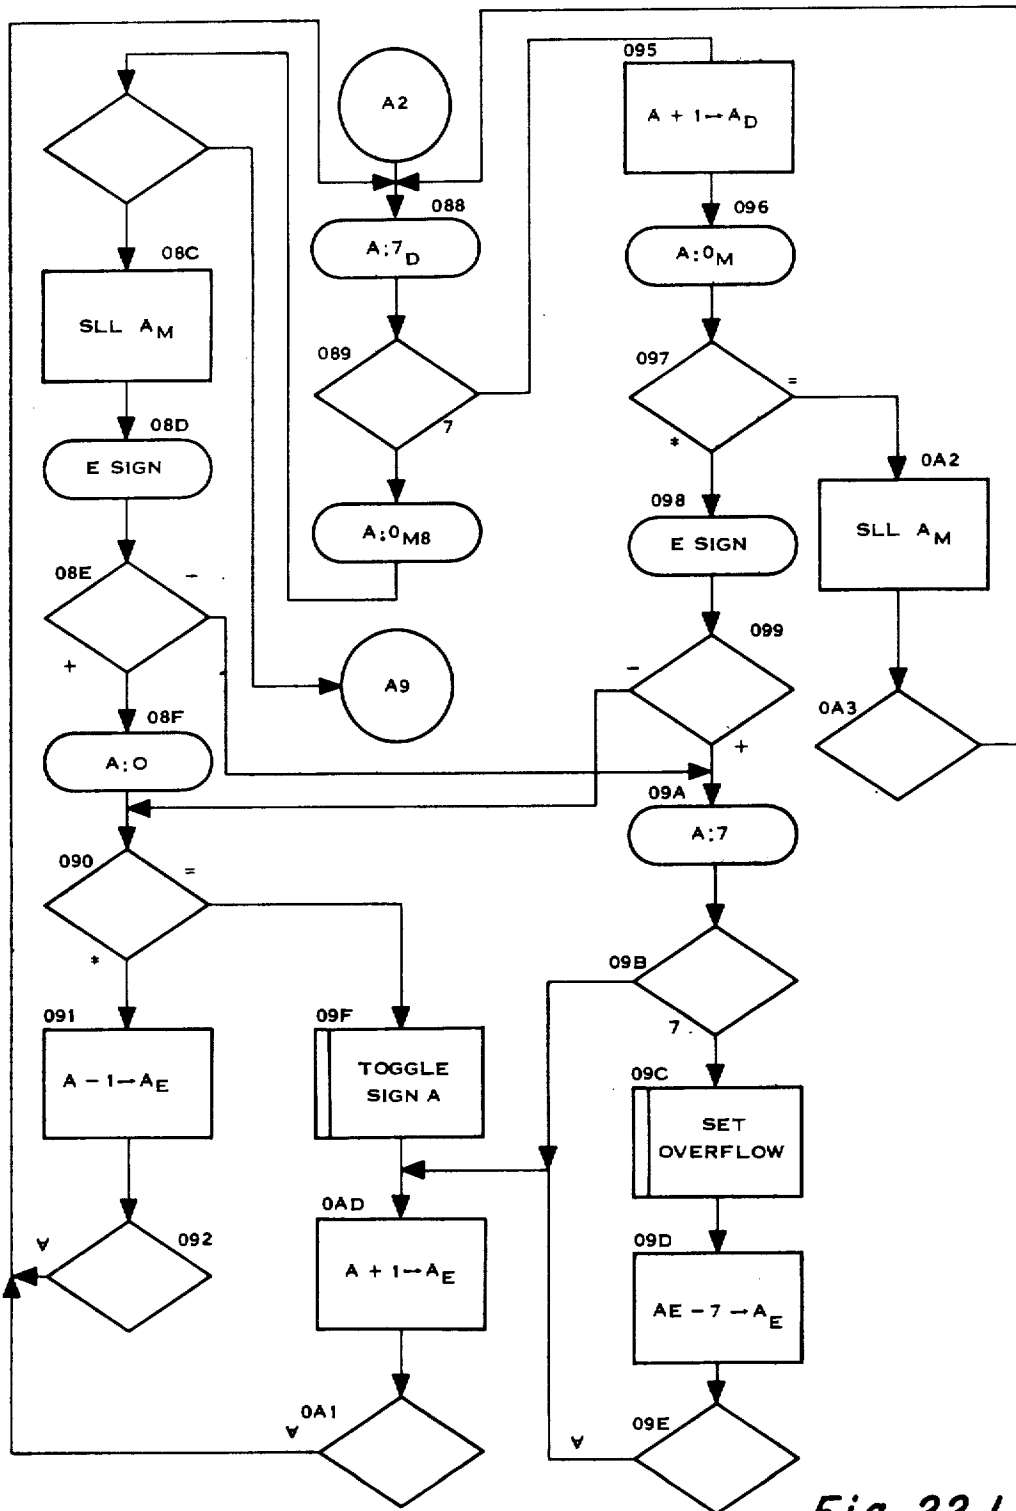 A2
095
A + 1→A_D
088
A:7_D
096
A:0_M
08C
SLL A_M
089
7
097
=
*
08D
E SIGN
0A2
SLL A_M
098
E SIGN
A:0_M8
08E
-
+
099
-
+
A9
0A3
08F
A:0
09A
A:7
090
=
*
09B
7
091
A - 1→A_E
09F
TOGGLE
SIGN A
09C
SET
OVERFLOW
092
∀
0AD
A + 1→A_E
09D
AE - 7→A_E
0A1
∀
09E
∀